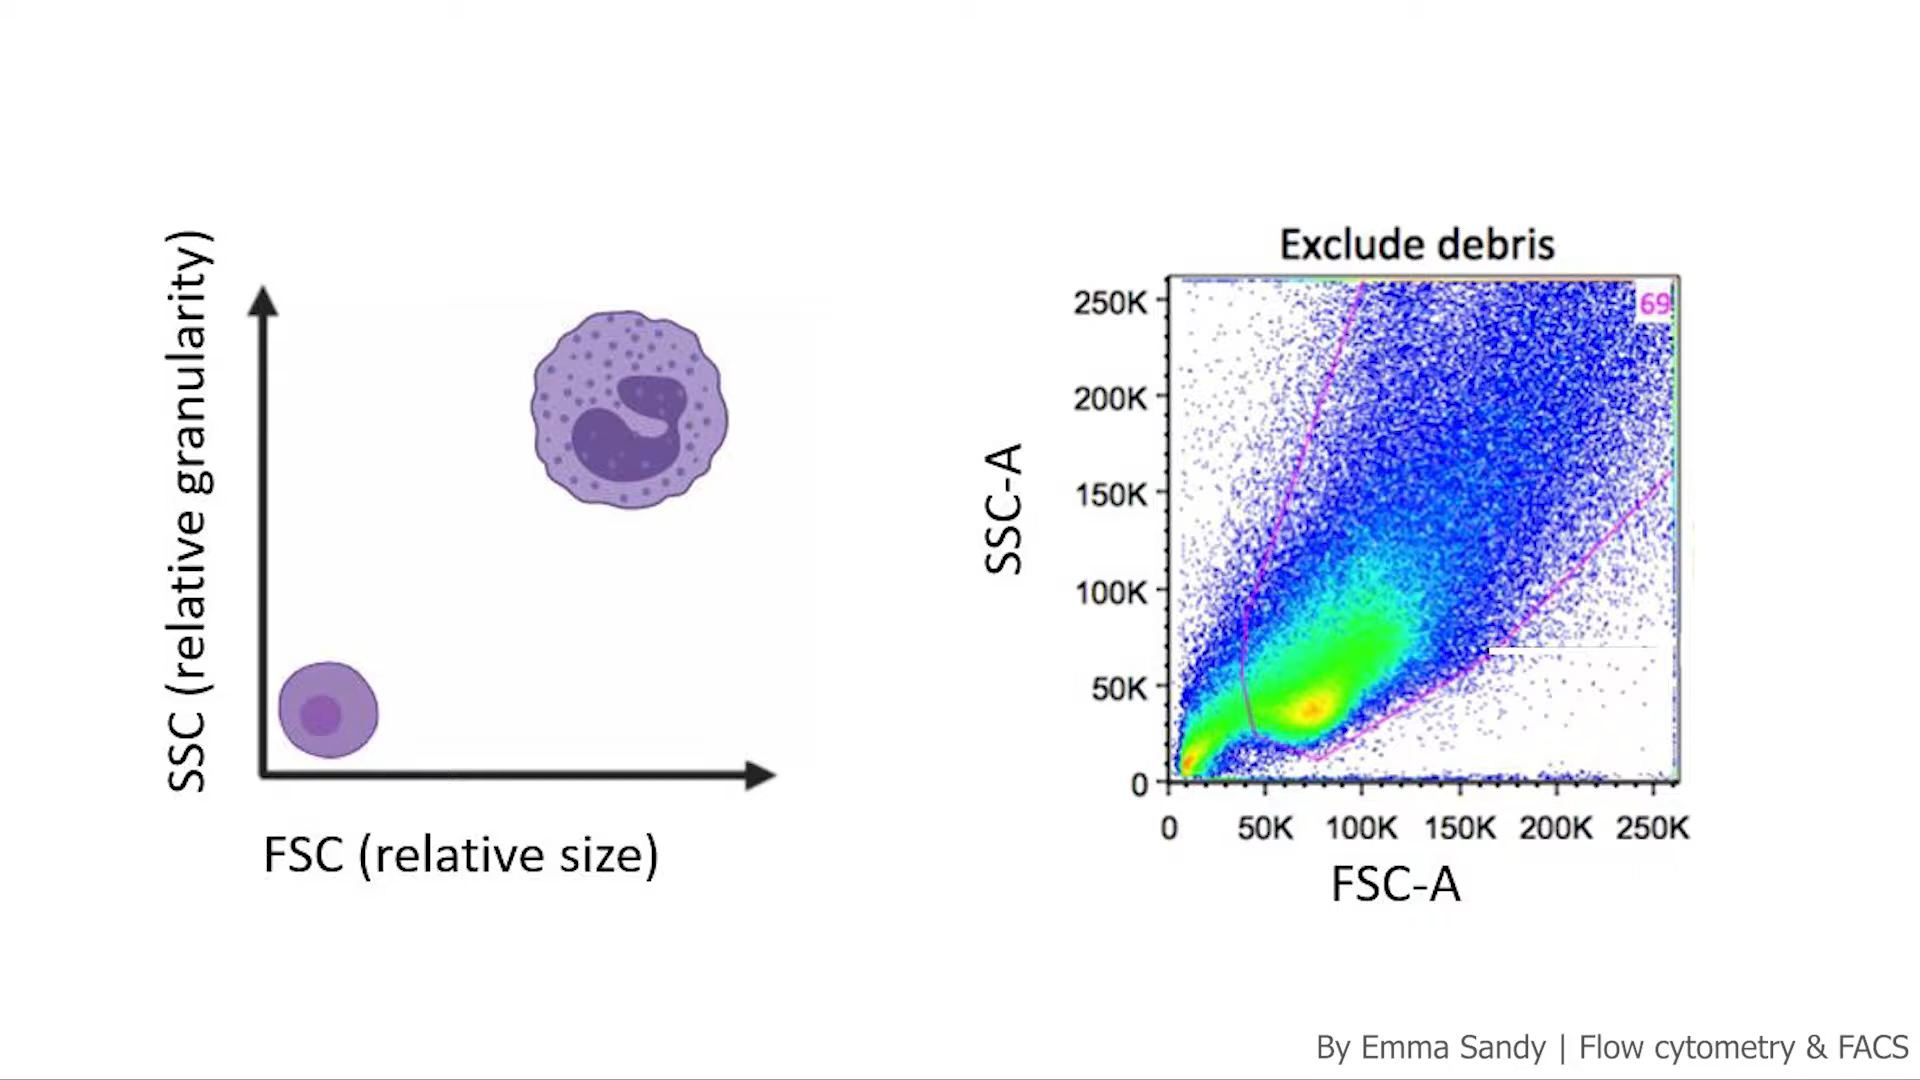 SSC (relative granularity)
FSC (relative size)
Exclude debris
69
SSC-A
250K
200K
150K
100K
50K
0
0 50K 100K 150K 200K 250K
FSC-A
By Emma Sandy | Flow cytometry & FACS